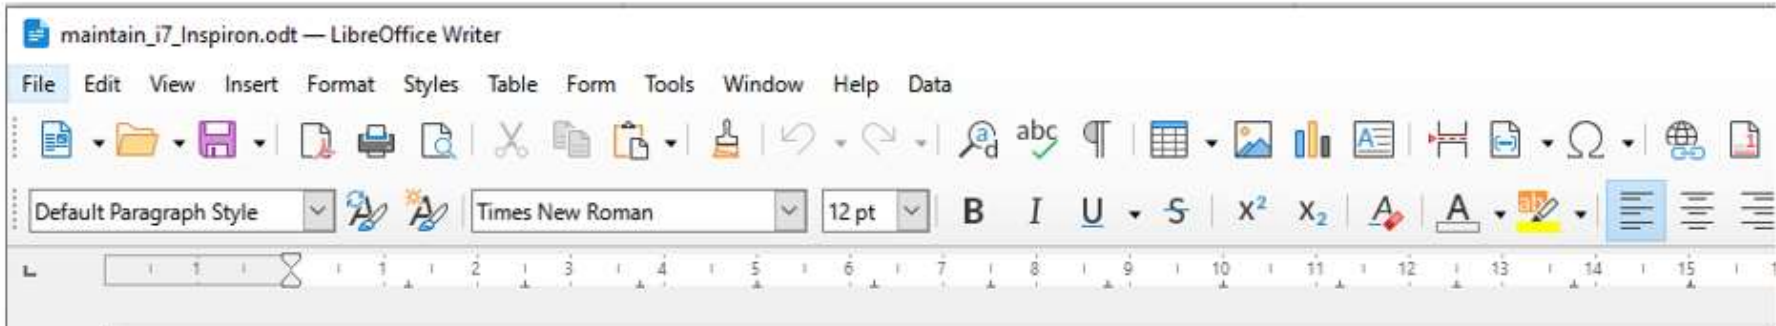 maintain_i7_Inspiron.odt — LibreOffice Writer
File Edit View Insert Format Styles Table Form Tools Window Help Data
a d abc ¶ A Ω 1
Default Paragraph Style A A Times New Roman 12 pt B I U S X² X₂ A A ab
1 1 2 3 4 5 6 7 8 9 10 11 12 13 14 15